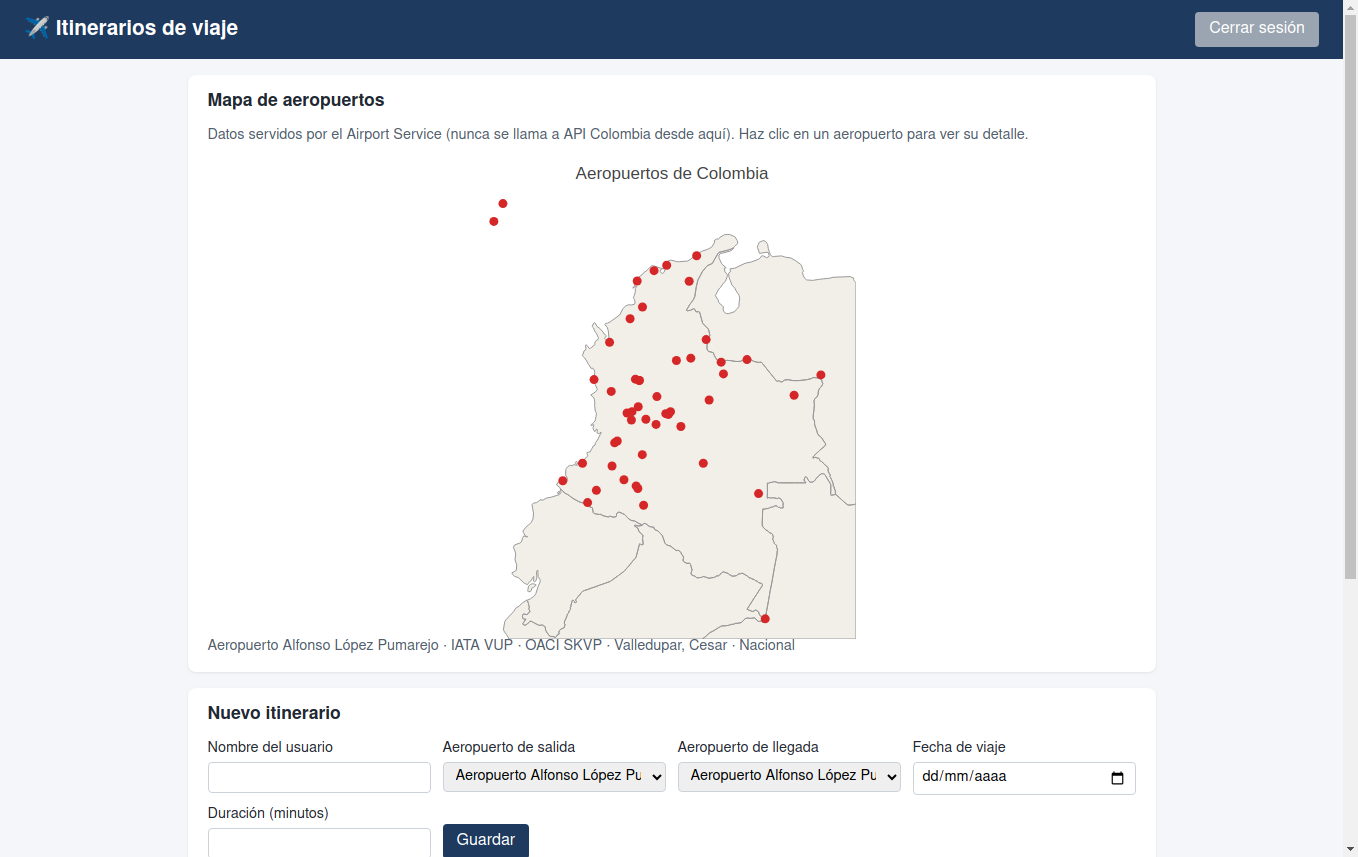 ✈️ Itinerarios de viaje
Cerrar sesión
Mapa de aeropuertos
Datos servidos por el Airport Service (nunca se llama a API Colombia desde aquí). Haz clic en un aeropuerto para ver su detalle.
Aeropuertos de Colombia
Aeropuerto Alfonso López Pumarejo · IATA VUP · OACI SKVP · Valledupar, Cesar · Nacional
Nuevo itinerario
Nombre del usuario
Aeropuerto de salida
Aeropuerto de llegada
Fecha de viaje
Aeropuerto Alfonso López Pu
Aeropuerto Alfonso López Pu
dd/mm/aaaa
Duración (minutos)
Guardar